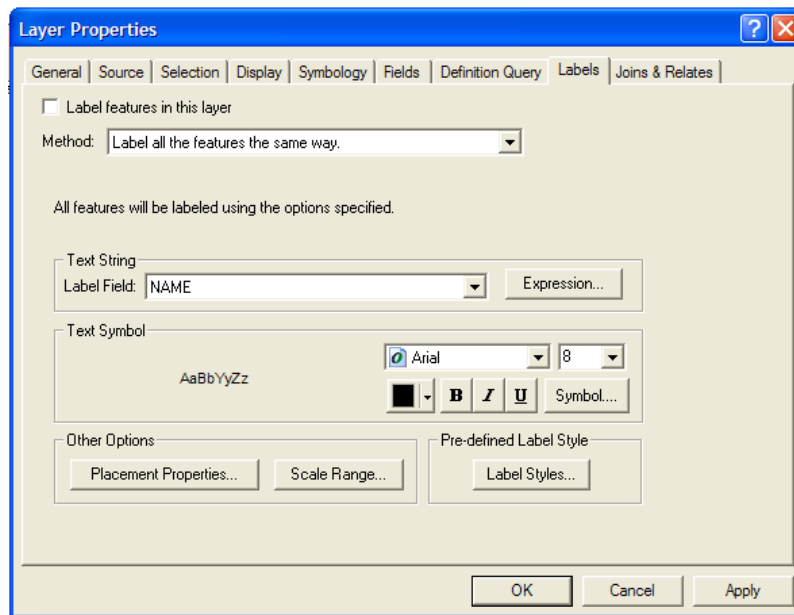 Layer Properties
General Source Selection Display Symbology Fields Definition Query Labels Joins & Relates
Label features in this layer
Method: Label all the features the same way.
All features will be labeled using the options specified.
Text String
Label Field: NAME Expression...
Text Symbol
AaBbYyZz
Arial 8
B I U Symbol....
Other Options
Placement Properties... Scale Range...
Pre-defined Label Style
Label Styles...
OK Cancel Apply